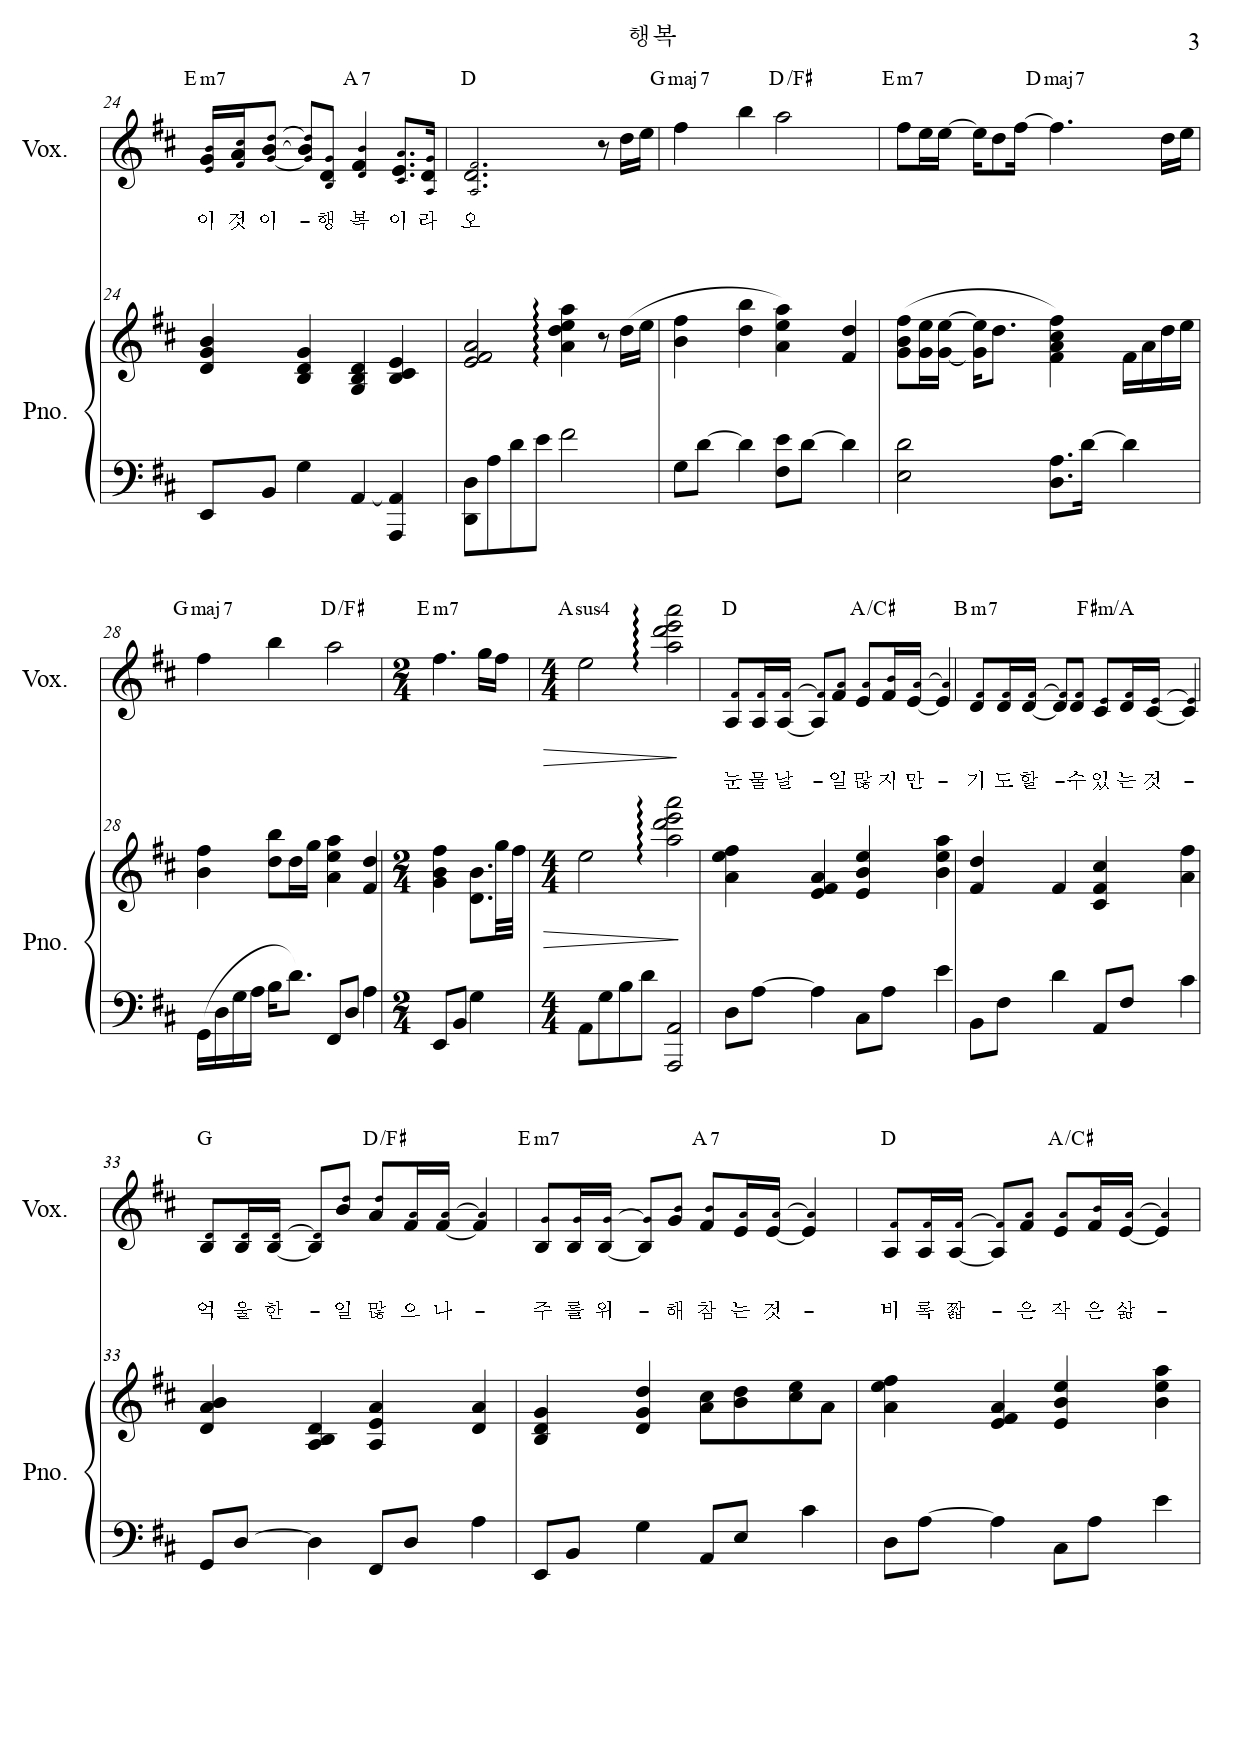 행복
3
Em7 A7 D Gmaj7 D/F♯ Em7 Dmaj7
24
Vox.
이 것 이 - 행 복 이 라 오
24
Pno.
Gmaj7 D/F♯ Em7 Asus4 D A/C♯ Bm7 F♯m/A
28
Vox.
2 4 4 4
눈 물 날 - 일 많 지 만 - 기 도 할 - 수 있 는 것 -
28
2 4 4 4
Pno.
2 4 4 4
G D/F♯ Em7 A7 D A/C♯
33
Vox.
억 울 한 - 일 많 으 나 - 주 를 위 - 해 참 는 것 - 비 록 짧 - 은 작 은 삶 -
33
Pno.